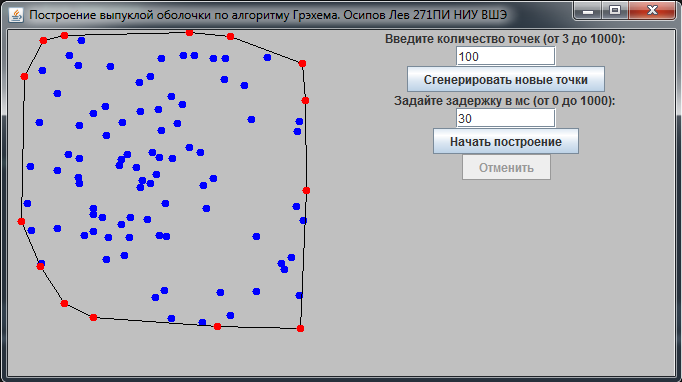 Построение выпуклой оболочки по алгоритму Грэхема. Осипов Лев 271ПИ НИУ ВШЭ
Введите количество точек (от 3 до 1000):
100
Сгенерировать новые точки
Задайте задержку в мс (от 0 до 1000):
30
Начать построение
Отменить